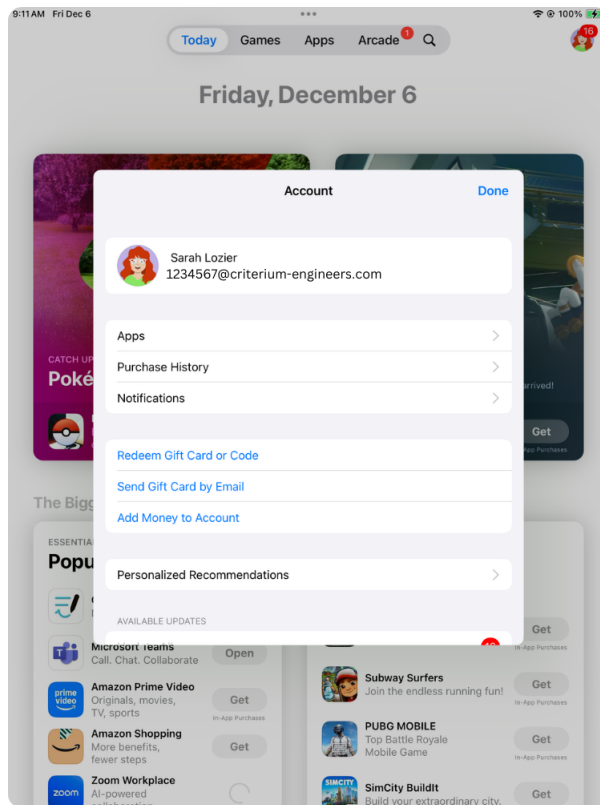 9:11 AM Fri Dec 6
100%
Today Games Apps Arcade 1
16
Friday, December 6
Account
Done
Sarah Lozier
1234567@criterium-engineers.com
Apps
Purchase History
Notifications
Redeem Gift Card or Code
Send Gift Card by Email
Add Money to Account
Personalized Recommendations
AVAILABLE UPDATES
CATCH UP
Poké
arrived!
Get
App Purchases
The Bigg
ESSENTIA
Popu
Microsoft Teams
Call. Chat. Collaborate
Open
prime
video
Amazon Prime Video
Originals, movies,
TV, sports
Get
In-App Purchases
Amazon Shopping
More benefits,
fewer steps
Get
zoom
Zoom Workplace
AI-powered
Get
In-App Purchases
Subway Surfers
Join the endless running fun!
Get
In-App Purchases
PUBG MOBILE
Top Battle Royale
Mobile Game
Get
In-App Purchases
SIMCITY
SimCity BuildIt
Build your extraordinary city.
Get